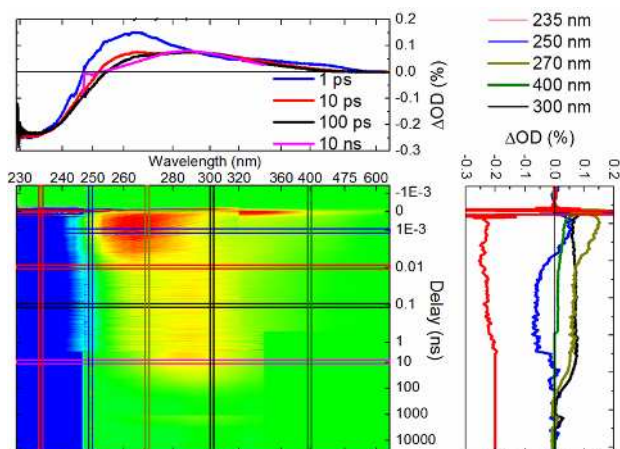 0.2
0.1
0.0
-0.1
-0.2
-0.3
ΔOD (%)
1 ps
10 ps
100 ps
10 ns
235 nm
250 nm
270 nm
400 nm
300 nm
Wavelength (nm)
230 240 250 260 280 300 320 360 400 475 600
-1E-3
0
1E-3
0.01
0.1
1
10
100
1000
10000
Delay (ns)
ΔOD (%)
-0.3 -0.2 -0.1 0.0 0.1 0.2